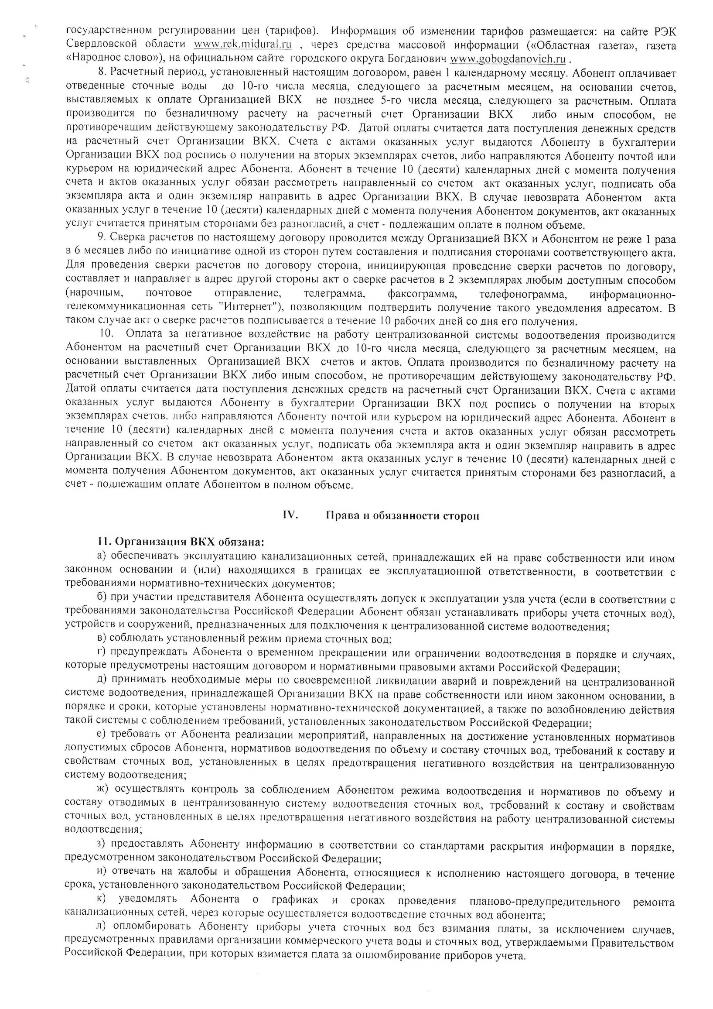 государственном регулировании цен (тарифов). Информация об изменении тарифов размещается: на сайте РЭК
Свердловской области www.rek.midural.ru , через средства массовой информации («Областная газета», газета
«Народное слово»), на официальном сайте городского округа Богданович www.gobogdanovich.ru .
8. Расчетный период, установленный настоящим договором, равен 1 календарному месяцу. Абонент оплачивает
отведенные сточные воды до 10-го числа месяца, следующего за расчетным месяцем, на основании счетов,
выставляемых к оплате Организацией ВКХ не позднее 5-го числа месяца, следующего за расчетным. Оплата
производится по безналичному расчету на расчетный счет Организации ВКХ либо иным способом, не
противоречащим действующему законодательству РФ. Датой оплаты считается дата поступления денежных средств
на расчетный счет Организации ВКХ. Счета с актами оказанных услуг выдаются Абоненту в бухгалтерии
Организации ВКХ под роспись о получении на вторых экземплярах счетов, либо направляются Абоненту почтой или
курьером на юридический адрес Абонента. Абонент в течение 10 (десяти) календарных дней с момента получения
счета и актов оказанных услуг обязан рассмотреть направленный со счетом акт оказанных услуг, подписать оба
экземпляра акта и один экземпляр направить в адрес Организации ВКХ. В случае невозврата Абонентом акта
оказанных услуг в течение 10 (десяти) календарных дней с момента получения Абонентом документов, акт оказанных
услуг считается принятым сторонами без разногласий, а счет - подлежащим оплате в полном объеме.
9. Сверка расчетов по настоящему договору проводится между Организацией ВКХ и Абонентом не реже 1 раза
в 6 месяцев либо по инициативе одной из сторон путем составления и подписания сторонами соответствующего акта.
Для проведения сверки расчетов по договору сторона, инициирующая проведение сверки расчетов по договору,
составляет и направляет в адрес другой стороны акт о сверке расчетов в 2 экземплярах любым доступным способом
(нарочным, почтовое отправление, телеграмма, факсограмма, телефонограмма, информационно-
телекоммуникационная сеть "Интернет"), позволяющим подтвердить получение такого уведомления адресатом. В
таком случае акт о сверке расчетов подписывается в течение 10 рабочих дней со дня его получения.
10. Оплата за негативное воздействие на работу централизованной системы водоотведения производится
Абонентом на расчетный счет Организации ВКХ до 10-го числа месяца, следующего за расчетным месяцем, на
основании выставленных Организацией ВКХ счетов и актов. Оплата производится по безналичному расчету на
расчетный счет Организации ВКХ либо иным способом, не противоречащим действующему законодательству РФ.
Датой оплаты считается дата поступления денежных средств на расчетный счет Организации ВКХ. Счета с актами
оказанных услуг выдаются Абоненту в бухгалтерии Организации ВКХ под роспись о получении на вторых
экземплярах счетов, либо направляются Абоненту почтой или курьером на юридический адрес Абонента. Абонент в
течение 10 (десяти) календарных дней с момента получения счета и актов оказанных услуг обязан рассмотреть
направленный со счетом акт оказанных услуг, подписать оба экземпляра акта и один экземпляр направить в адрес
Организации ВКХ. В случае невозврата Абонентом акта оказанных услуг в течение 10 (десяти) календарных дней с
момента получения Абонентом документов, акт оказанных услуг считается принятым сторонами без разногласий, а
счет - подлежащим оплате Абонентом в полном объеме.
IV. Права и обязанности сторон
11. Организация ВКХ обязана:
а) обеспечивать эксплуатацию канализационных сетей, принадлежащих ей на праве собственности или ином
законном основании и (или) находящихся в границах ее эксплуатационной ответственности, в соответствии с
требованиями нормативно-технических документов;
б) при участии представителя Абонента осуществлять допуск к эксплуатации узла учета (если в соответствии с
требованиями законодательства Российской Федерации Абонент обязан устанавливать приборы учета сточных вод),
устройств и сооружений, предназначенных для подключения к централизованной системе водоотведения;
в) соблюдать установленный режим приема сточных вод;
г) предупреждать Абонента о временном прекращении или ограничении водоотведения в порядке и случаях,
которые предусмотрены настоящим договором и нормативными правовыми актами Российской Федерации;
д) принимать необходимые меры по своевременной ликвидации аварий и повреждений на централизованной
системе водоотведения, принадлежащей Организации ВКХ на праве собственности или ином законном основании, в
порядке и сроки, которые установлены нормативно-технической документацией, а также по возобновлению действия
такой системы с соблюдением требований, установленных законодательством Российской Федерации;
е) требовать от Абонента реализации мероприятий, направленных на достижение установленных нормативов
допустимых сбросов Абонента, нормативов водоотведения по объему и составу сточных вод, требований к составу и
свойствам сточных вод, установленных в целях предотвращения негативного воздействия на централизованную
систему водоотведения;
ж) осуществлять контроль за соблюдением Абонентом режима водоотведения и нормативов по объему и
составу отводимых в централизованную систему водоотведения сточных вод, требований к составу и свойствам
сточных вод, установленных в целях предотвращения негативного воздействия на работу централизованной системы
водоотведения;
з) предоставлять Абоненту информацию в соответствии со стандартами раскрытия информации в порядке,
предусмотренном законодательством Российской Федерации;
и) отвечать на жалобы и обращения Абонента, относящиеся к исполнению настоящего договора, в течение
срока, установленного законодательством Российской Федерации;
к) уведомлять Абонента о графиках и сроках проведения планово-предупредительного ремонта
канализационных сетей, через которые осуществляется водоотведение сточных вод абонента;
л) опломбировать Абоненту приборы учета сточных вод без взимания платы, за исключением случаев,
предусмотренных правилами организации коммерческого учета воды и сточных вод, утверждаемыми Правительством
Российской Федерации, при которых взимается плата за опломбирование приборов учета.